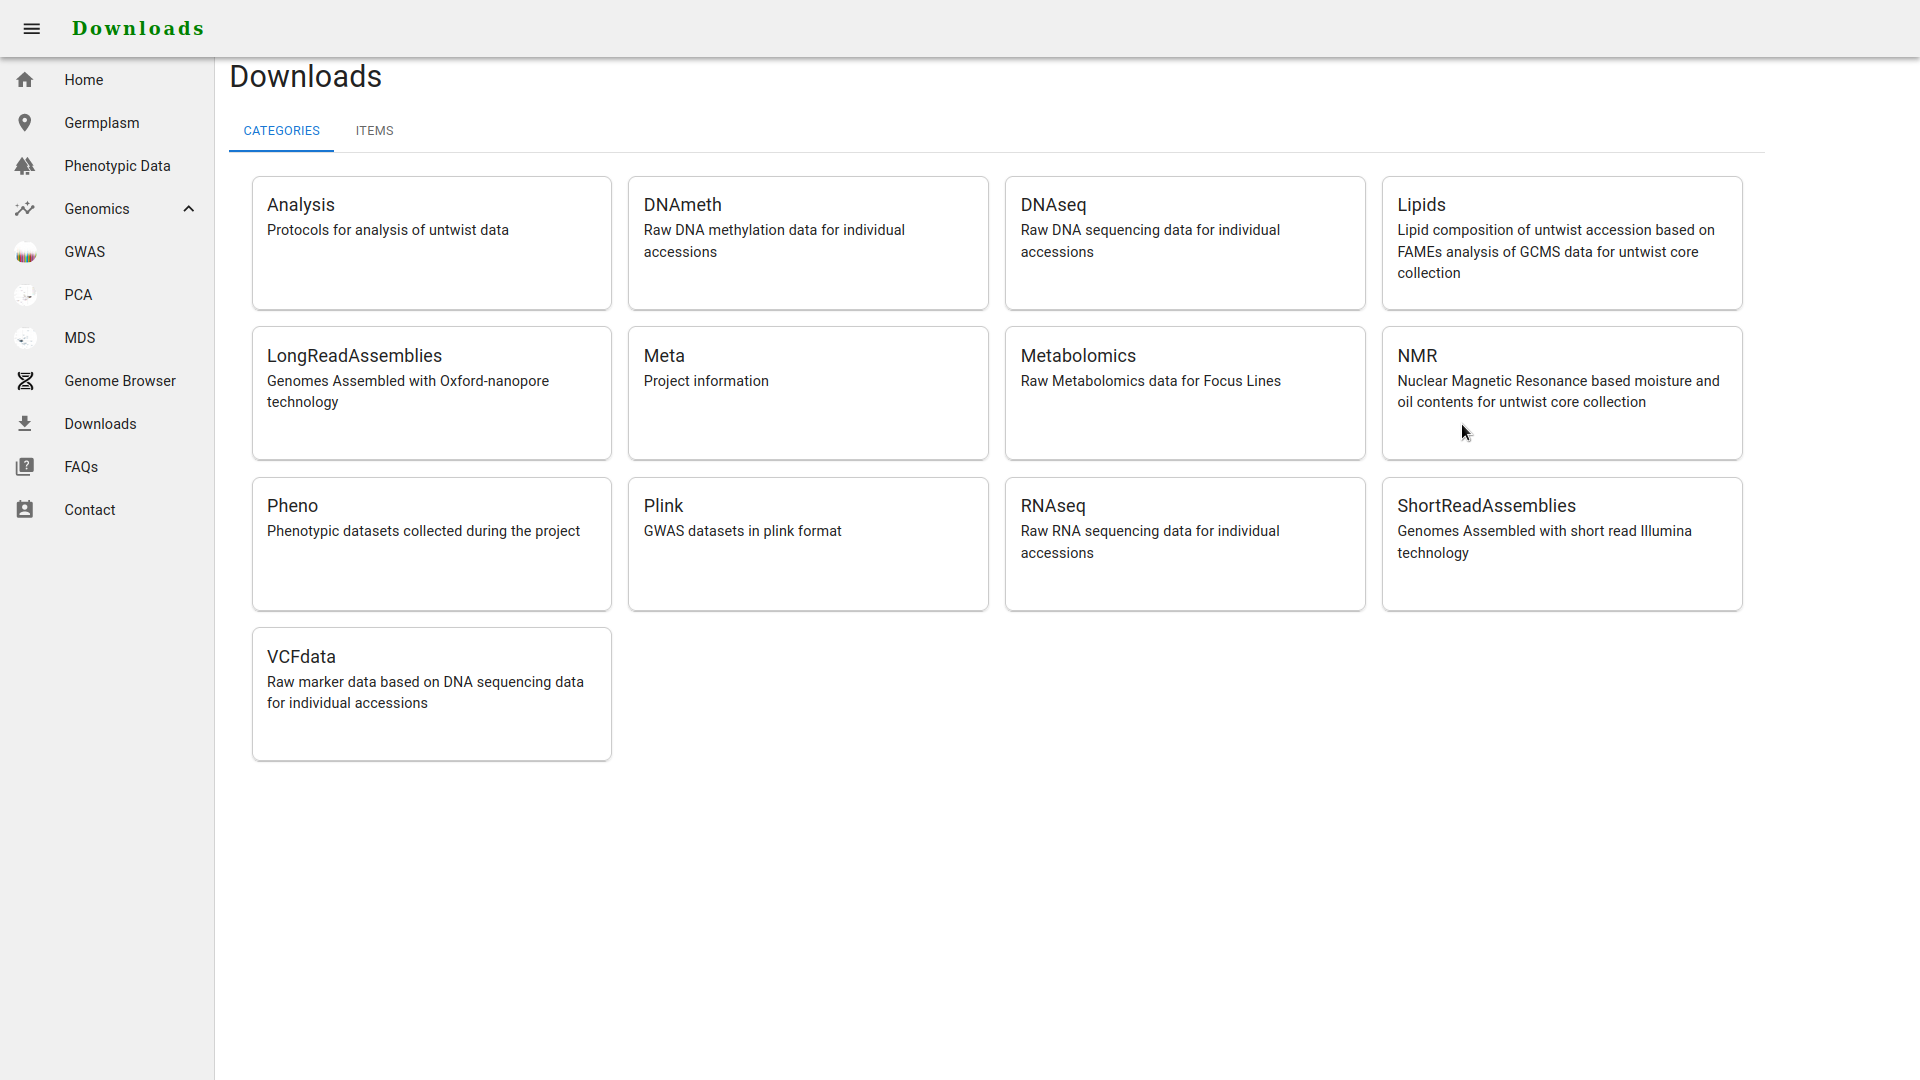 Downloads
Home
Germplasm
Phenotypic Data
Genomics
GWAS
PCA
MDS
Genome Browser
Downloads
FAQs
Contact
Downloads
CATEGORIES
ITEMS
Analysis
Protocols for analysis of untwist data
DNAmeth
Raw DNA methylation data for individual
accessions
DNAseq
Raw DNA sequencing data for individual
accessions
Lipids
Lipid composition of untwist accession based on
FAMEs analysis of GCMS data for untwist core
collection
LongReadAssemblies
Genomes Assembled with Oxford-nanopore
technology
Meta
Project information
Metabolomics
Raw Metabolomics data for Focus Lines
NMR
Nuclear Magnetic Resonance based moisture and
oil contents for untwist core collection
Pheno
Phenotypic datasets collected during the project
Plink
GWAS datasets in plink format
RNAseq
Raw RNA sequencing data for individual
accessions
ShortReadAssemblies
Genomes Assembled with short read Illumina
technology
VCFdata
Raw marker data based on DNA sequencing data
for individual accessions